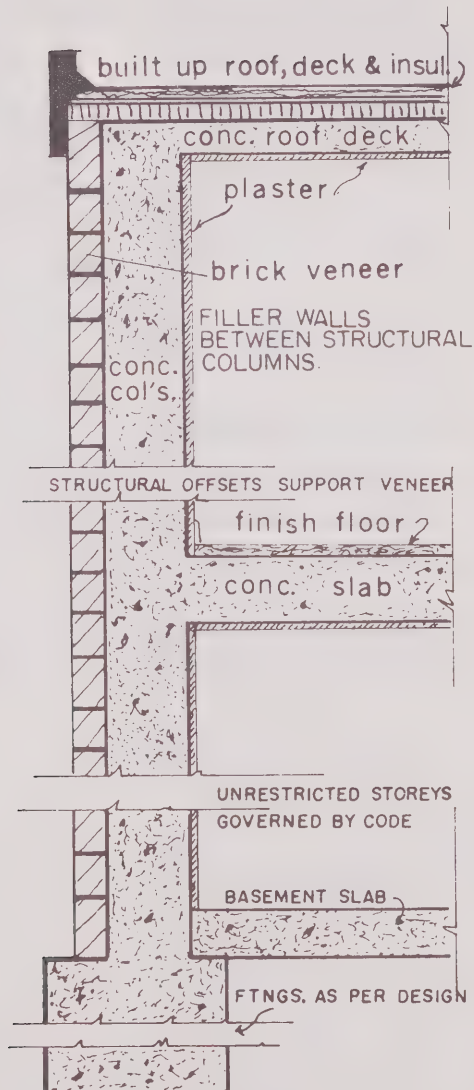 built up roof, deck & insul.
conc. roof deck
plaster
brick veneer
FILLER WALLS
BETWEEN STRUCTURAL
COLUMNS.
conc.
col's.
STRUCTURAL OFFSETS SUPPORT VENEER
finish floor
conc. slab
UNRESTRICTED STOREYS
GOVERNED BY CODE
BASEMENT SLAB
FTNGS. AS PER DESIGN